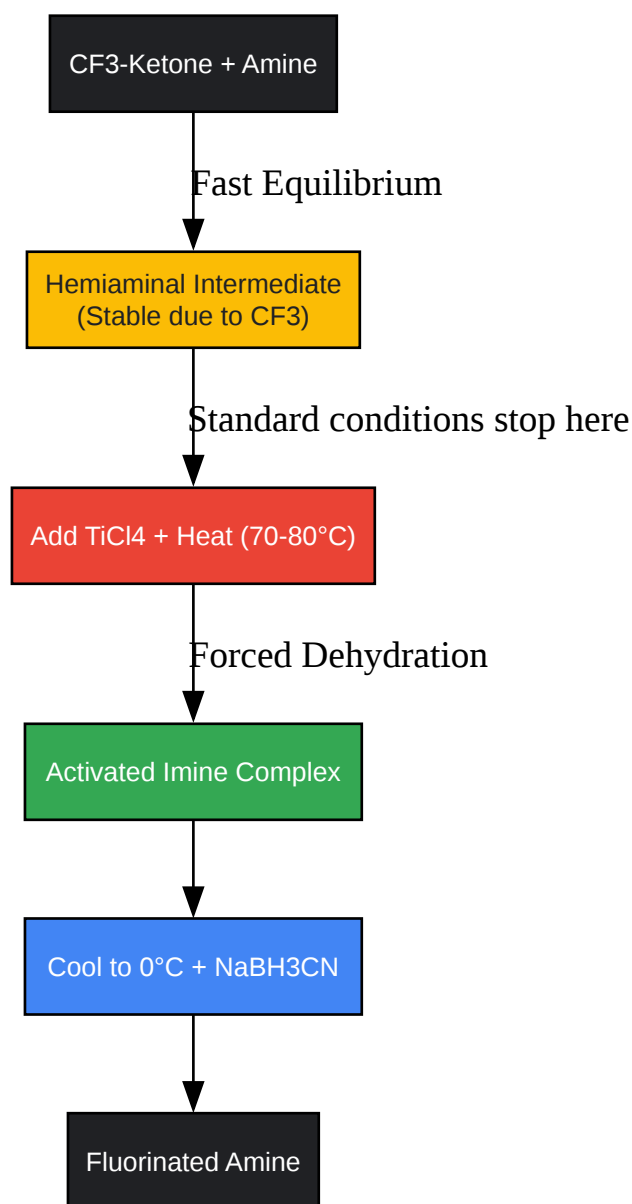 CF3-Ketone + Amine
Fast Equilibrium
Hemiaminal Intermediate
(Stable due to CF3)
Standard conditions stop here
Add TiCl4 + Heat (70-80°C)
Forced Dehydration
Activated Imine Complex
Cool to 0°C + NaBH3CN
Fluorinated Amine